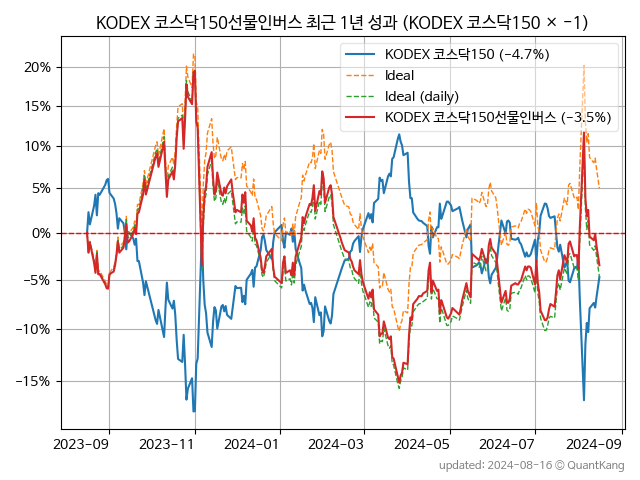 KODEX 코스닥150선물인버스 최근 1년 성과 (KODEX 코스닥150 × −1)
KODEX 코스닥150 (−4.7%)
Ideal
Ideal (daily)
KODEX 코스닥150선물인버스 (−3.5%)
20%
15%
10%
5%
0%
−5%
−10%
−15%
2023−09
2023−11
2024−01
2024−03
2024−05
2024−07
2024−09
updated: 2024−08−16 © QuantKang